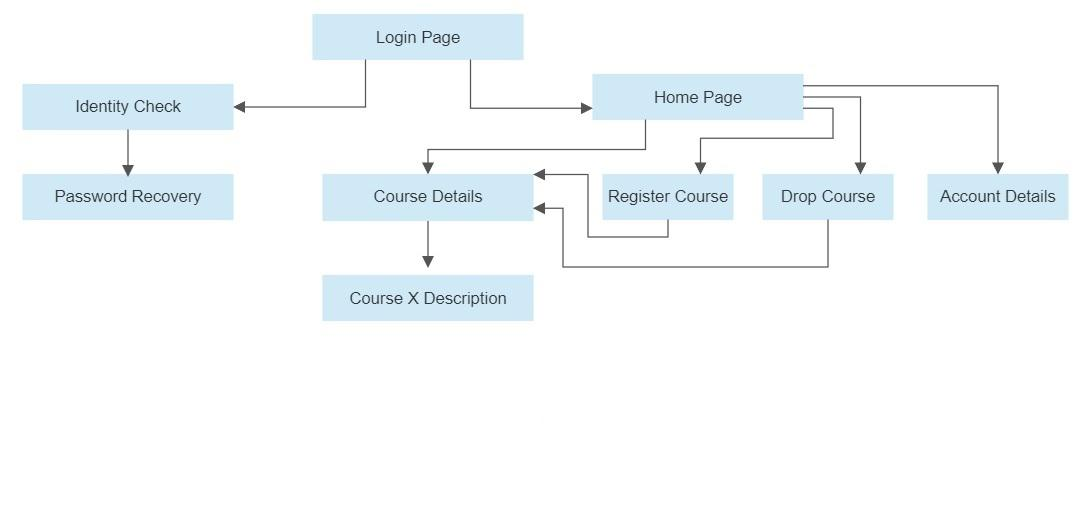 Login Page
Home Page
Identity Check
Password Recovery
Course Details
Register Course
Drop Course
Account Details
Course X Description